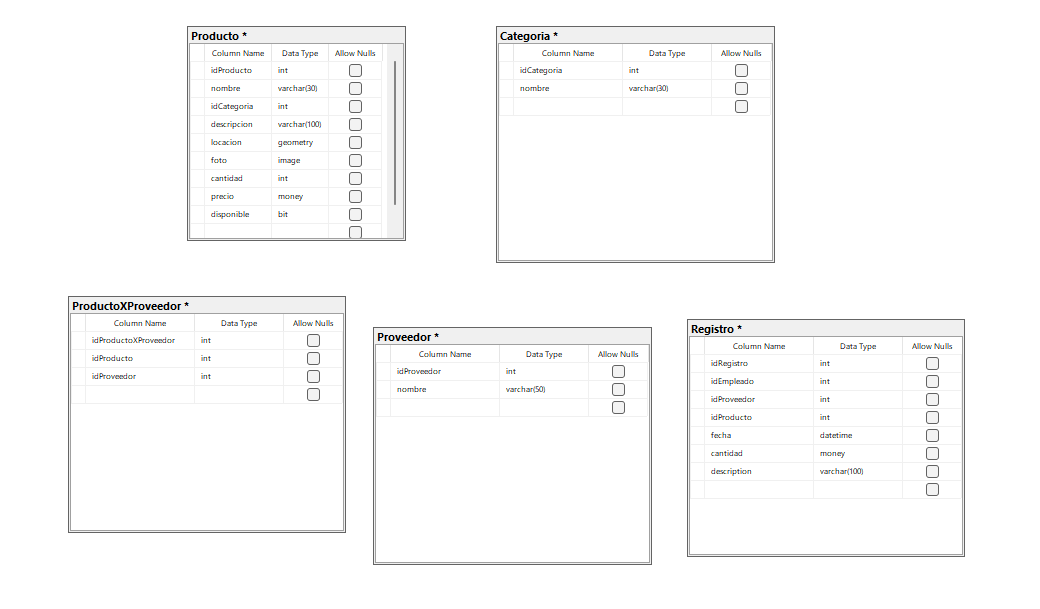 Producto *
Column Name Data Type Allow Nulls
idProducto int
nombre varchar(30)
idCategoria int
descripcion varchar(100)
locacion geometry
foto image
cantidad int
precio money
disponible bit
Categoria *
Column Name Data Type Allow Nulls
idCategoria int
nombre varchar(30)
ProductoXProveedor *
Column Name Data Type Allow Nulls
idProductoXProveedor int
idProducto int
idProveedor int
Proveedor *
Column Name Data Type Allow Nulls
idProveedor int
nombre varchar(50)
Registro *
Column Name Data Type Allow Nulls
idRegistro int
idEmpleado int
idProveedor int
idProducto int
fecha datetime
cantidad money
description varchar(100)